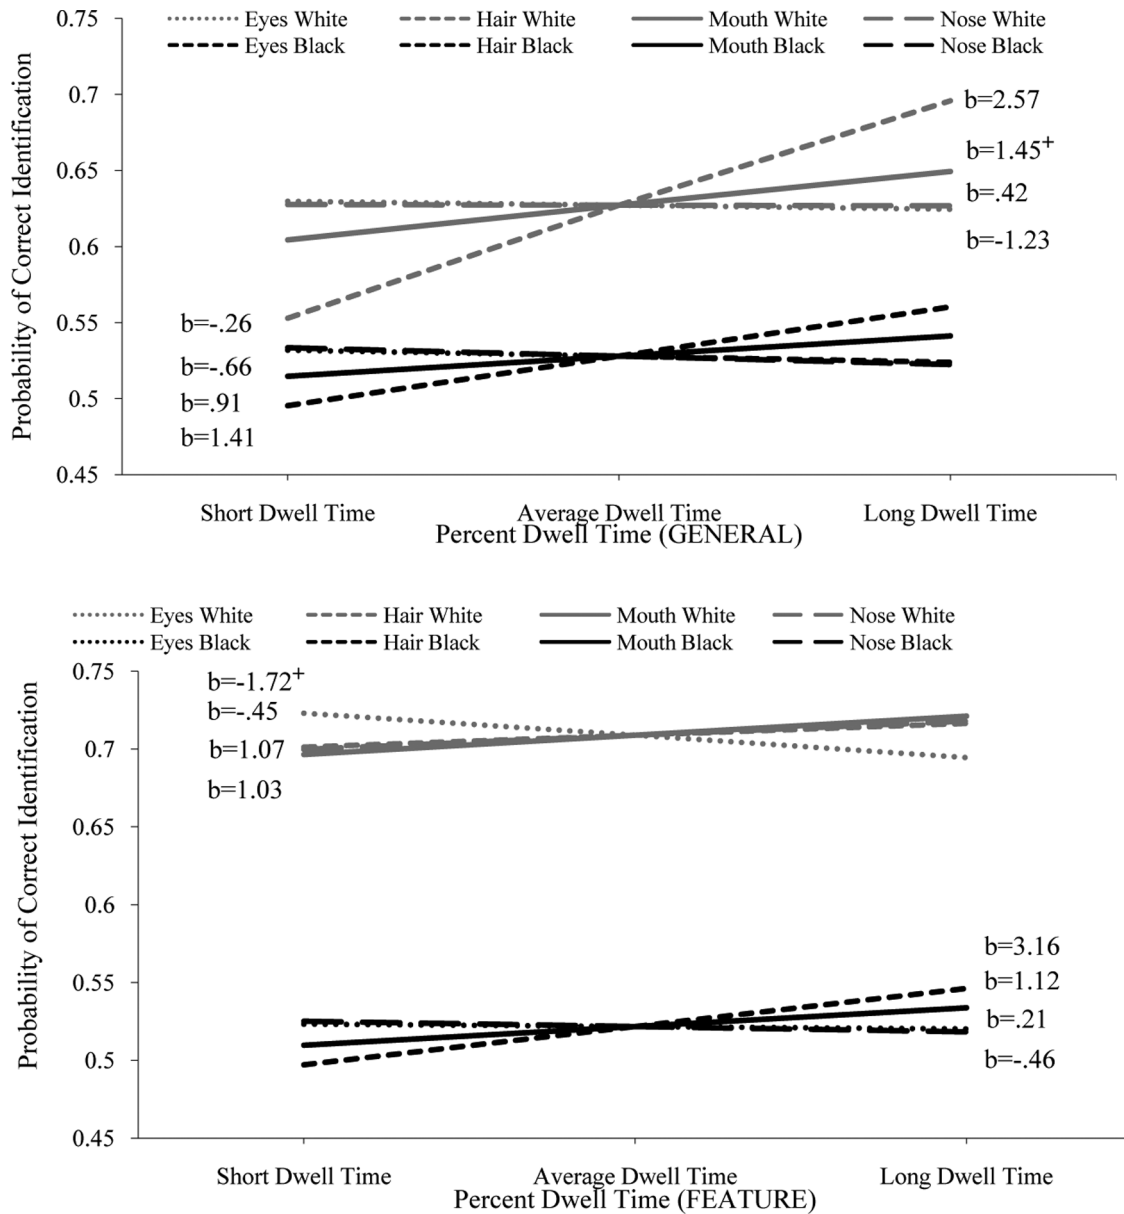 0.75
Eyes White Hair White Mouth White Nose White
Eyes Black Hair Black Mouth Black Nose Black
Probability of Correct Identification
0.7
0.65
0.6
0.55
0.5
0.45
b=2.57
b=1.45+
b=.42
b=-1.23
b=-.26
b=-.66
b=.91
b=1.41
Short Dwell Time Average Dwell Time Long Dwell Time
Percent Dwell Time (GENERAL)
Eyes White Hair White Mouth White Nose White
Eyes Black Hair Black Mouth Black Nose Black
Probability of Correct Identification
0.75
0.7
0.65
0.6
0.55
0.5
0.45
b=-1.72+
b=-.45
b=1.07
b=1.03
b=3.16
b=1.12
b=.21
b=-.46
Short Dwell Time Average Dwell Time Long Dwell Time
Percent Dwell Time (FEATURE)